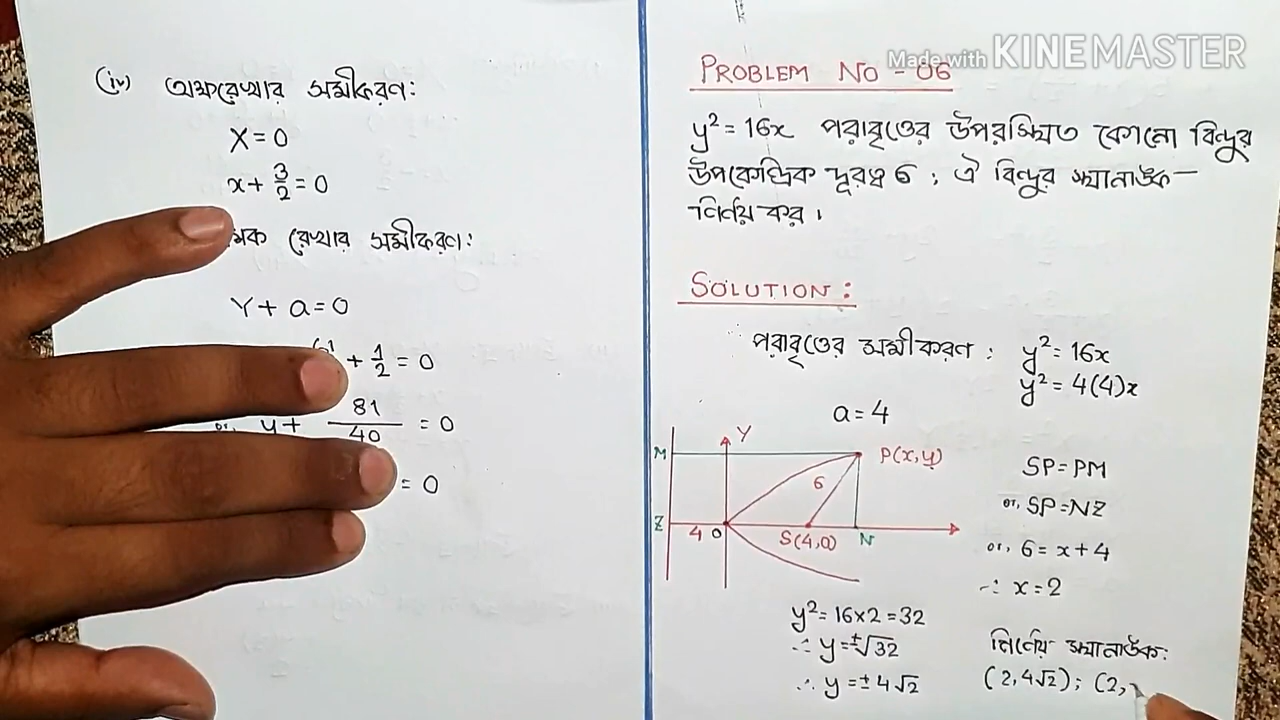 (iv) অক্ষরেখার সমীকরণ:
X = 0
x + 3/2 = 0
রেখার সমীকরণ:
Y + a = 0
+ 1/2 = 0
or, y + 81/40 = 0
= 0
Made with KINEMASTER
PROBLEM NO - 06
y² = 16x পরাবৃত্তের উপরস্থিত কোনো বিন্দুর
উপকেন্দ্রিক দূরত্ব 6 ; ঐ বিন্দুর স্থানাঙ্ক —
নির্ণয় কর।
SOLUTION :
পরাবৃত্তের সমীকরণ : y² = 16x
y² = 4(4)x
a = 4
Y
M P(x,y)
6
Z 4 O S(4,0) N
SP = PM
or, SP = NZ
or, 6 = x + 4
∴ x = 2
y² = 16×2 = 32
∴ y = ±√32
∴ y = ± 4√2
নির্ণেয় স্থানাঙ্ক:
(2, 4√2) ; (2,